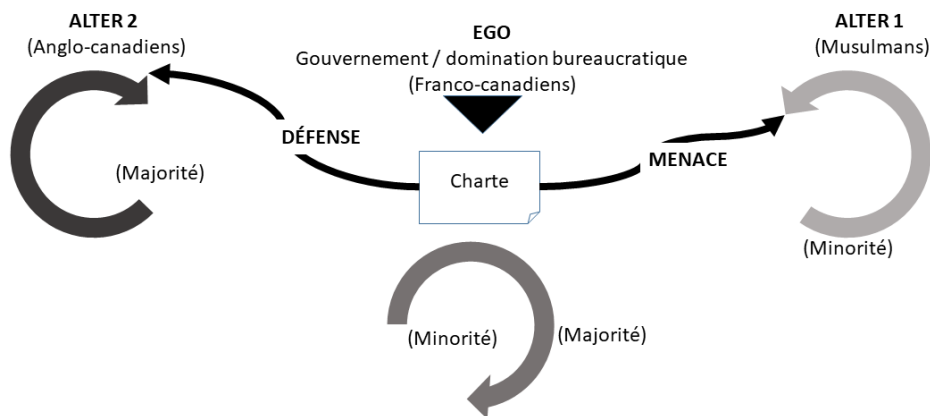 ALTER 2
(Anglo-canadiens)
EGO
Gouvernement / domination bureaucratique
(Franco-canadiens)
ALTER 1
(Musulmans)
DÉFENSE
MENACE
(Majorité)
Charte
(Minorité)
(Minorité)
(Majorité)